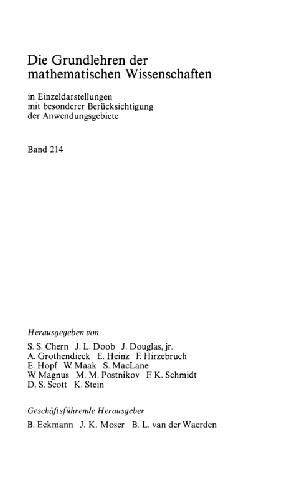 Die Grundlehren der
mathematischen Wissenschaften
in Einzeldarstellungen
mit besonderer Berücksichtigung
der Anwendungsgebiete
Band 214
Herausgegeben von
S. S. Chern J. L. Doob J. Douglas, jr.
A. Grothendieck E. Heinz F. Hirzebruch
E. Hopf W. Maak S. MacLane
W. Magnus M. M. Postnikov F. K. Schmidt
D. S. Scott K. Stein
Geschäftsführende Herausgeber
B. Eckmann J. K. Moser B. L. van der Waerden